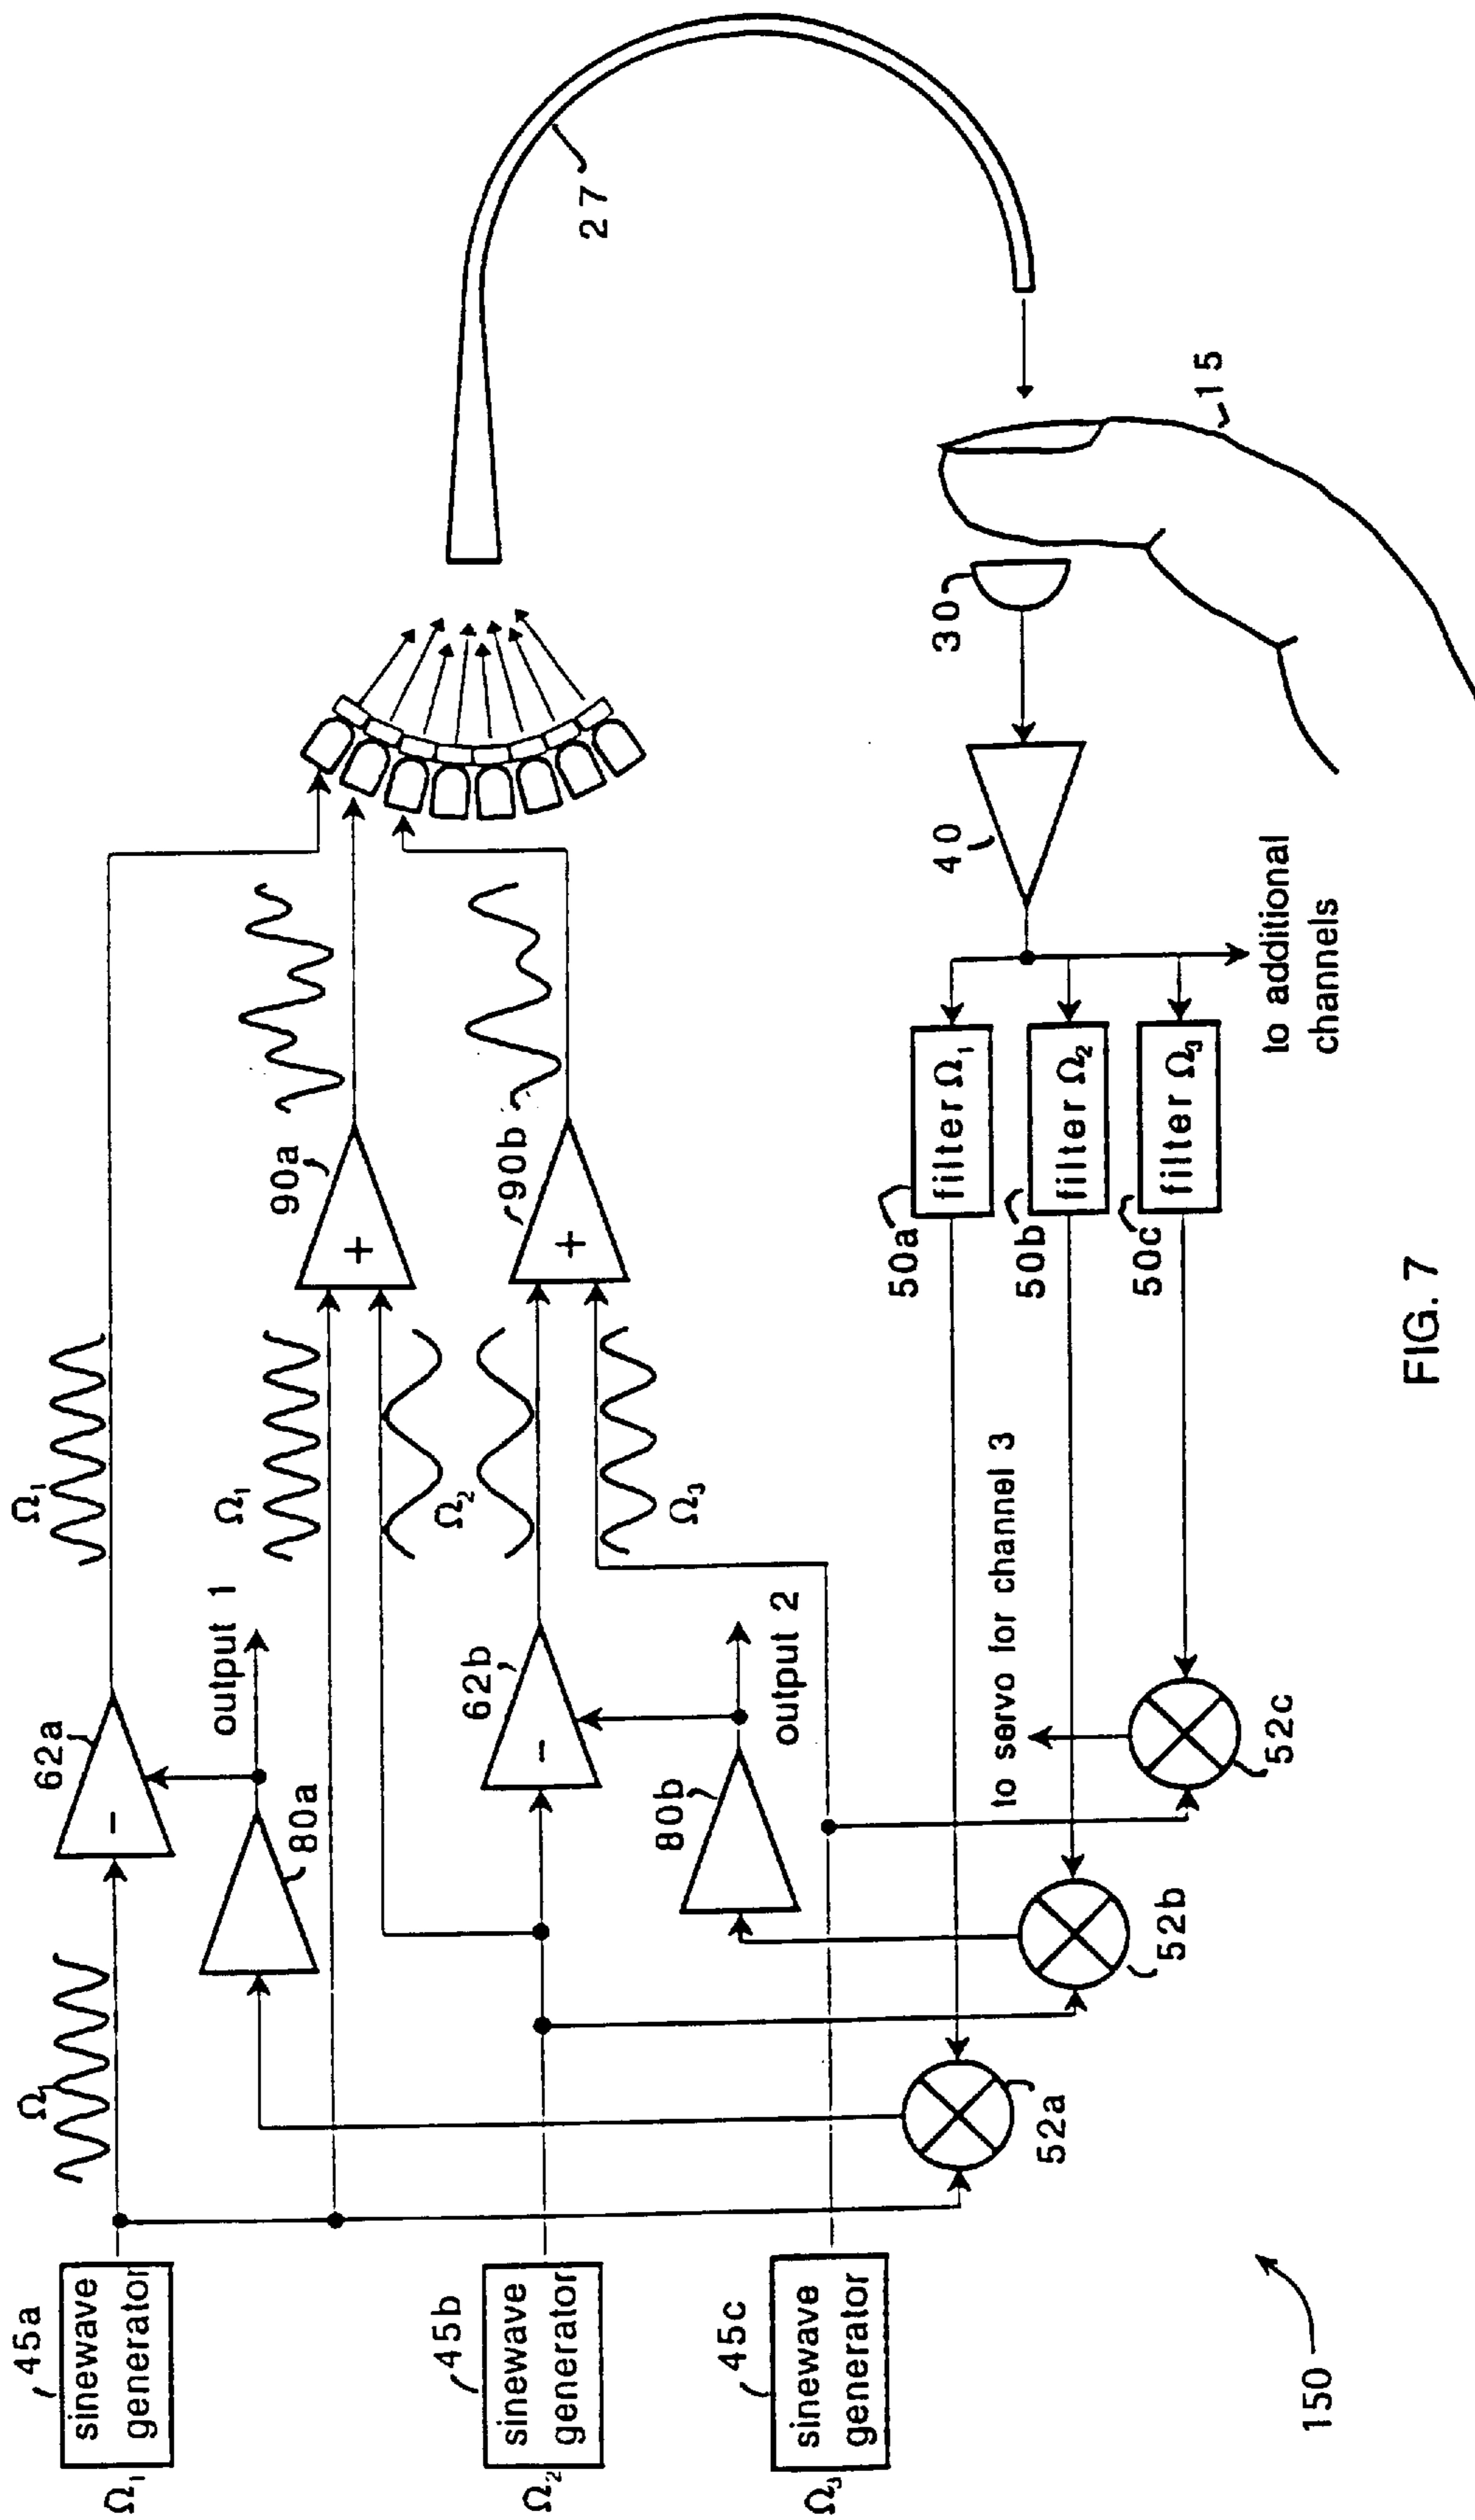 45a
sinewave
generator
Ω₁
Ω
62a
Ω₁
80a
output 1
Ω₁
90a
45b
sinewave
generator
Ω₂
Ω₂
62b
90b
80b
output 2
Ω₃
45c
sinewave
generator
Ω₃
27
52a
52b
52c
to servo for channel 3
50a
filter Ω₁
50b
filter Ω₂
50c
filter Ω₃
40
30
15
to additional
channels
150
FIG. 7
+
+
-
-